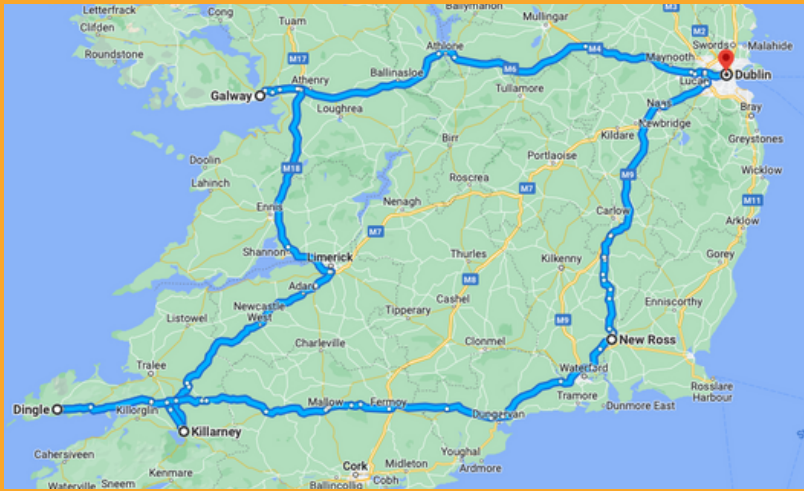 Letterfrack
Cong
Ballymahon
M3
Clifden
Tuam
Mullingar
M2
Swords
Malahide
Roundstone
Athlone
M4
M17
Maynooth
Athenry
Ballinasloe
M6
Lucan
Dublin
Galway
Tullamore
Loughrea
Naas
Bray
Newbridge
Birr
Kildare
Greystones
Doolin
Portlaoise
M18
Wicklow
Lahinch
Roscrea
M9
M7
Ennis
Nenagh
M11
Carlow
Arklow
M7
Shannon
Limerick
Thurles
Kilkenny
Gorey
M8
Adare
Cashel
Newcastle
West
Enniscorthy
Listowel
Tipperary
M9
Charleville
Clonmel
New Ross
Tralee
Waterford
Rosslare
Harbour
Tramore
Dunmore East
Dingle
Killorglin
Mallow
Fermoy
Dungarvan
Killarney
Youghal
Cahersiveen
Cork
Midleton
Ardmore
Kenmare
Waterville
Sneem
Ballincollig
Cobh